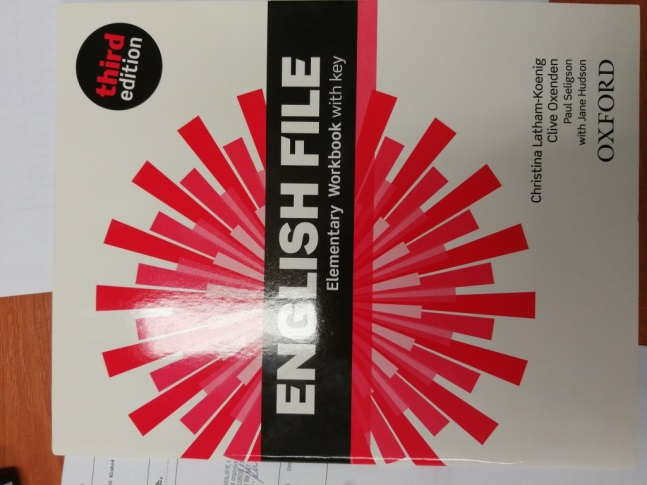 third
edition
ENGLISH FILE
Elementary Workbook with key
Christina Latham-Koenig
Clive Oxenden
Paul Seligson
with Jane Hudson
OXFORD